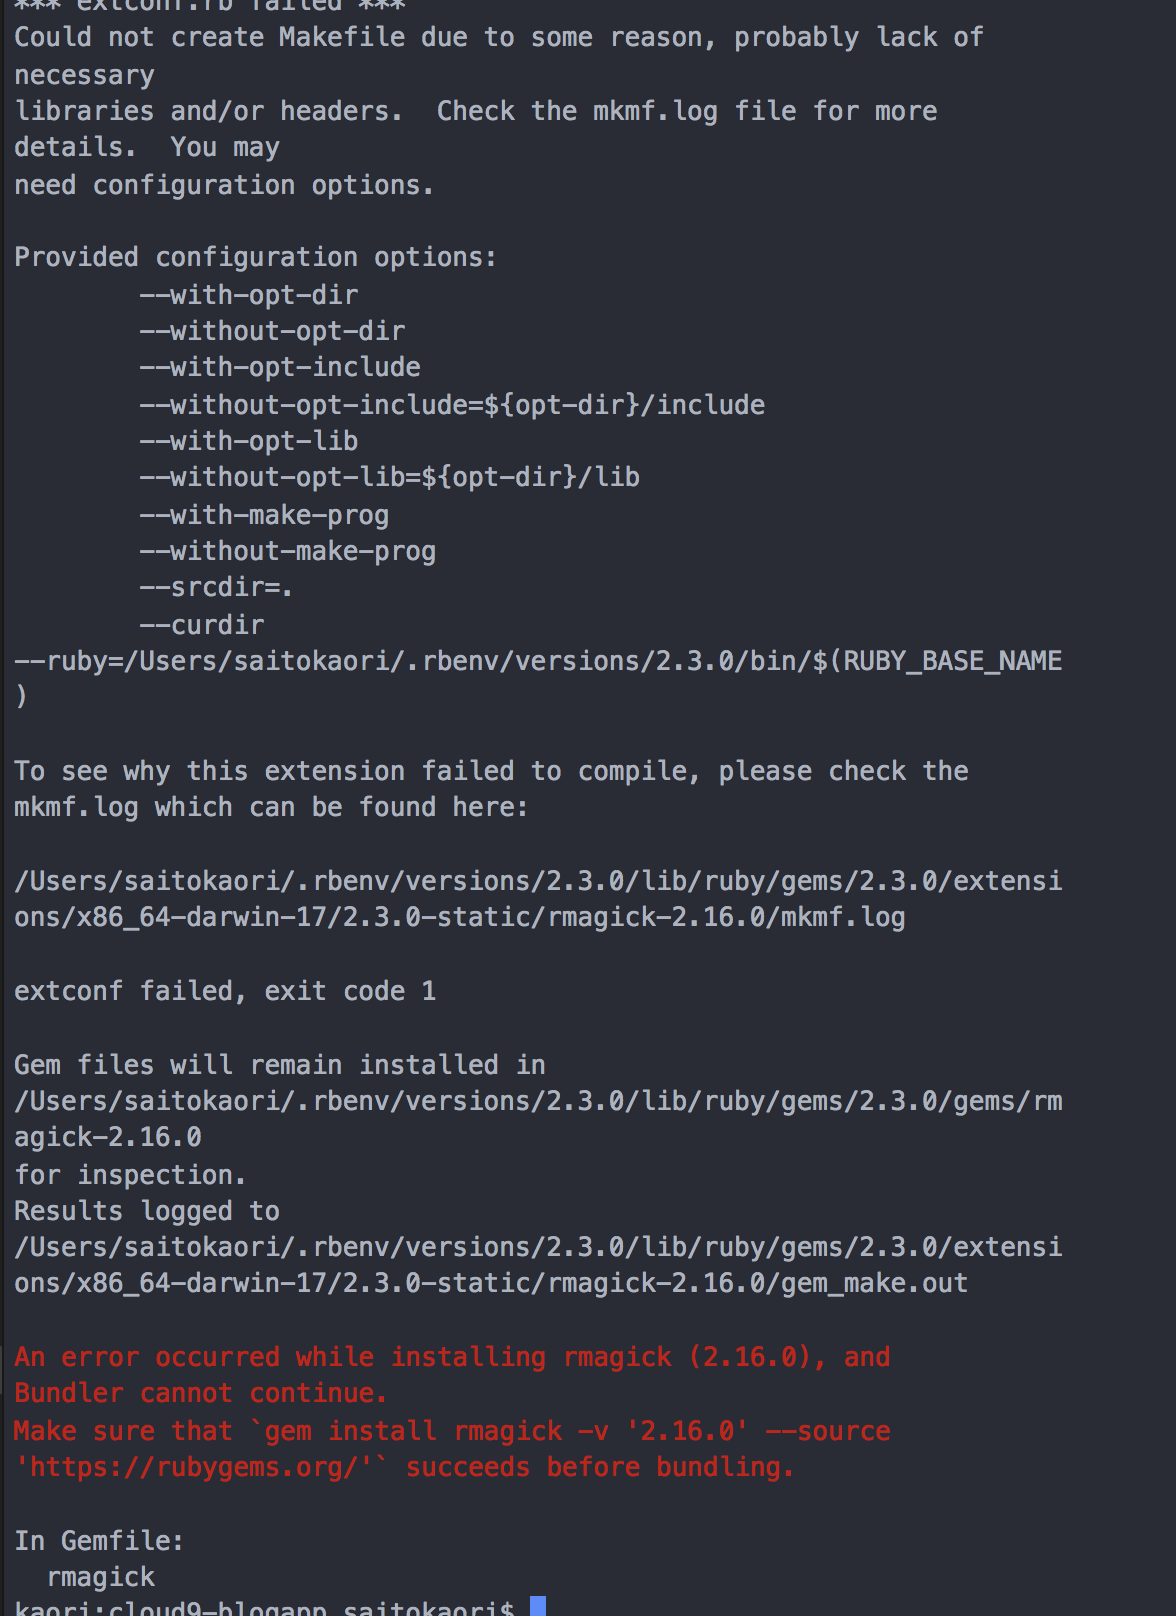 *** extconf.rb failed ***
Could not create Makefile due to some reason, probably lack of
necessary
libraries and/or headers.  Check the mkmf.log file for more
details.  You may
need configuration options.

Provided configuration options:
        --with-opt-dir
        --without-opt-dir
        --with-opt-include
        --without-opt-include=${opt-dir}/include
        --with-opt-lib
        --without-opt-lib=${opt-dir}/lib
        --with-make-prog
        --without-make-prog
        --srcdir=.
        --curdir
--ruby=/Users/saitokaori/.rbenv/versions/2.3.0/bin/$(RUBY_BASE_NAME
)

To see why this extension failed to compile, please check the
mkmf.log which can be found here:

/Users/saitokaori/.rbenv/versions/2.3.0/lib/ruby/gems/2.3.0/extensi
ons/x86_64-darwin-17/2.3.0-static/rmagick-2.16.0/mkmf.log

extconf failed, exit code 1

Gem files will remain installed in
/Users/saitokaori/.rbenv/versions/2.3.0/lib/ruby/gems/2.3.0/gems/rm
agick-2.16.0
for inspection.
Results logged to
/Users/saitokaori/.rbenv/versions/2.3.0/lib/ruby/gems/2.3.0/extensi
ons/x86_64-darwin-17/2.3.0-static/rmagick-2.16.0/gem_make.out

An error occurred while installing rmagick (2.16.0), and
Bundler cannot continue.
Make sure that `gem install rmagick -v '2.16.0' --source
'https://rubygems.org/'` succeeds before bundling.

In Gemfile:
  rmagick
kaori:cloud9-blogapp saitokaori$